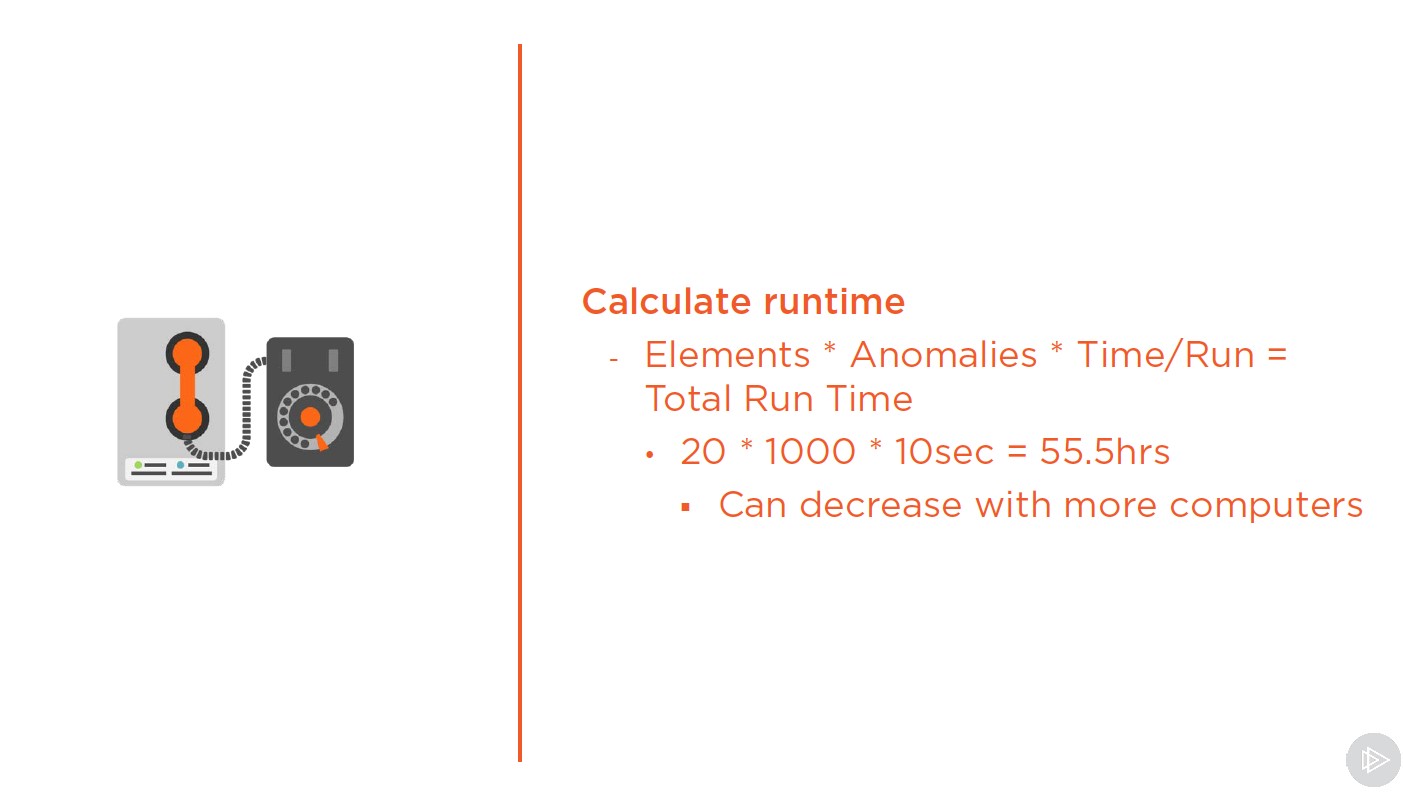 Calculate runtime
- Elements * Anomalies * Time/Run =
Total Run Time
• 20 * 1000 * 10sec = 55.5hrs
▪ Can decrease with more computers